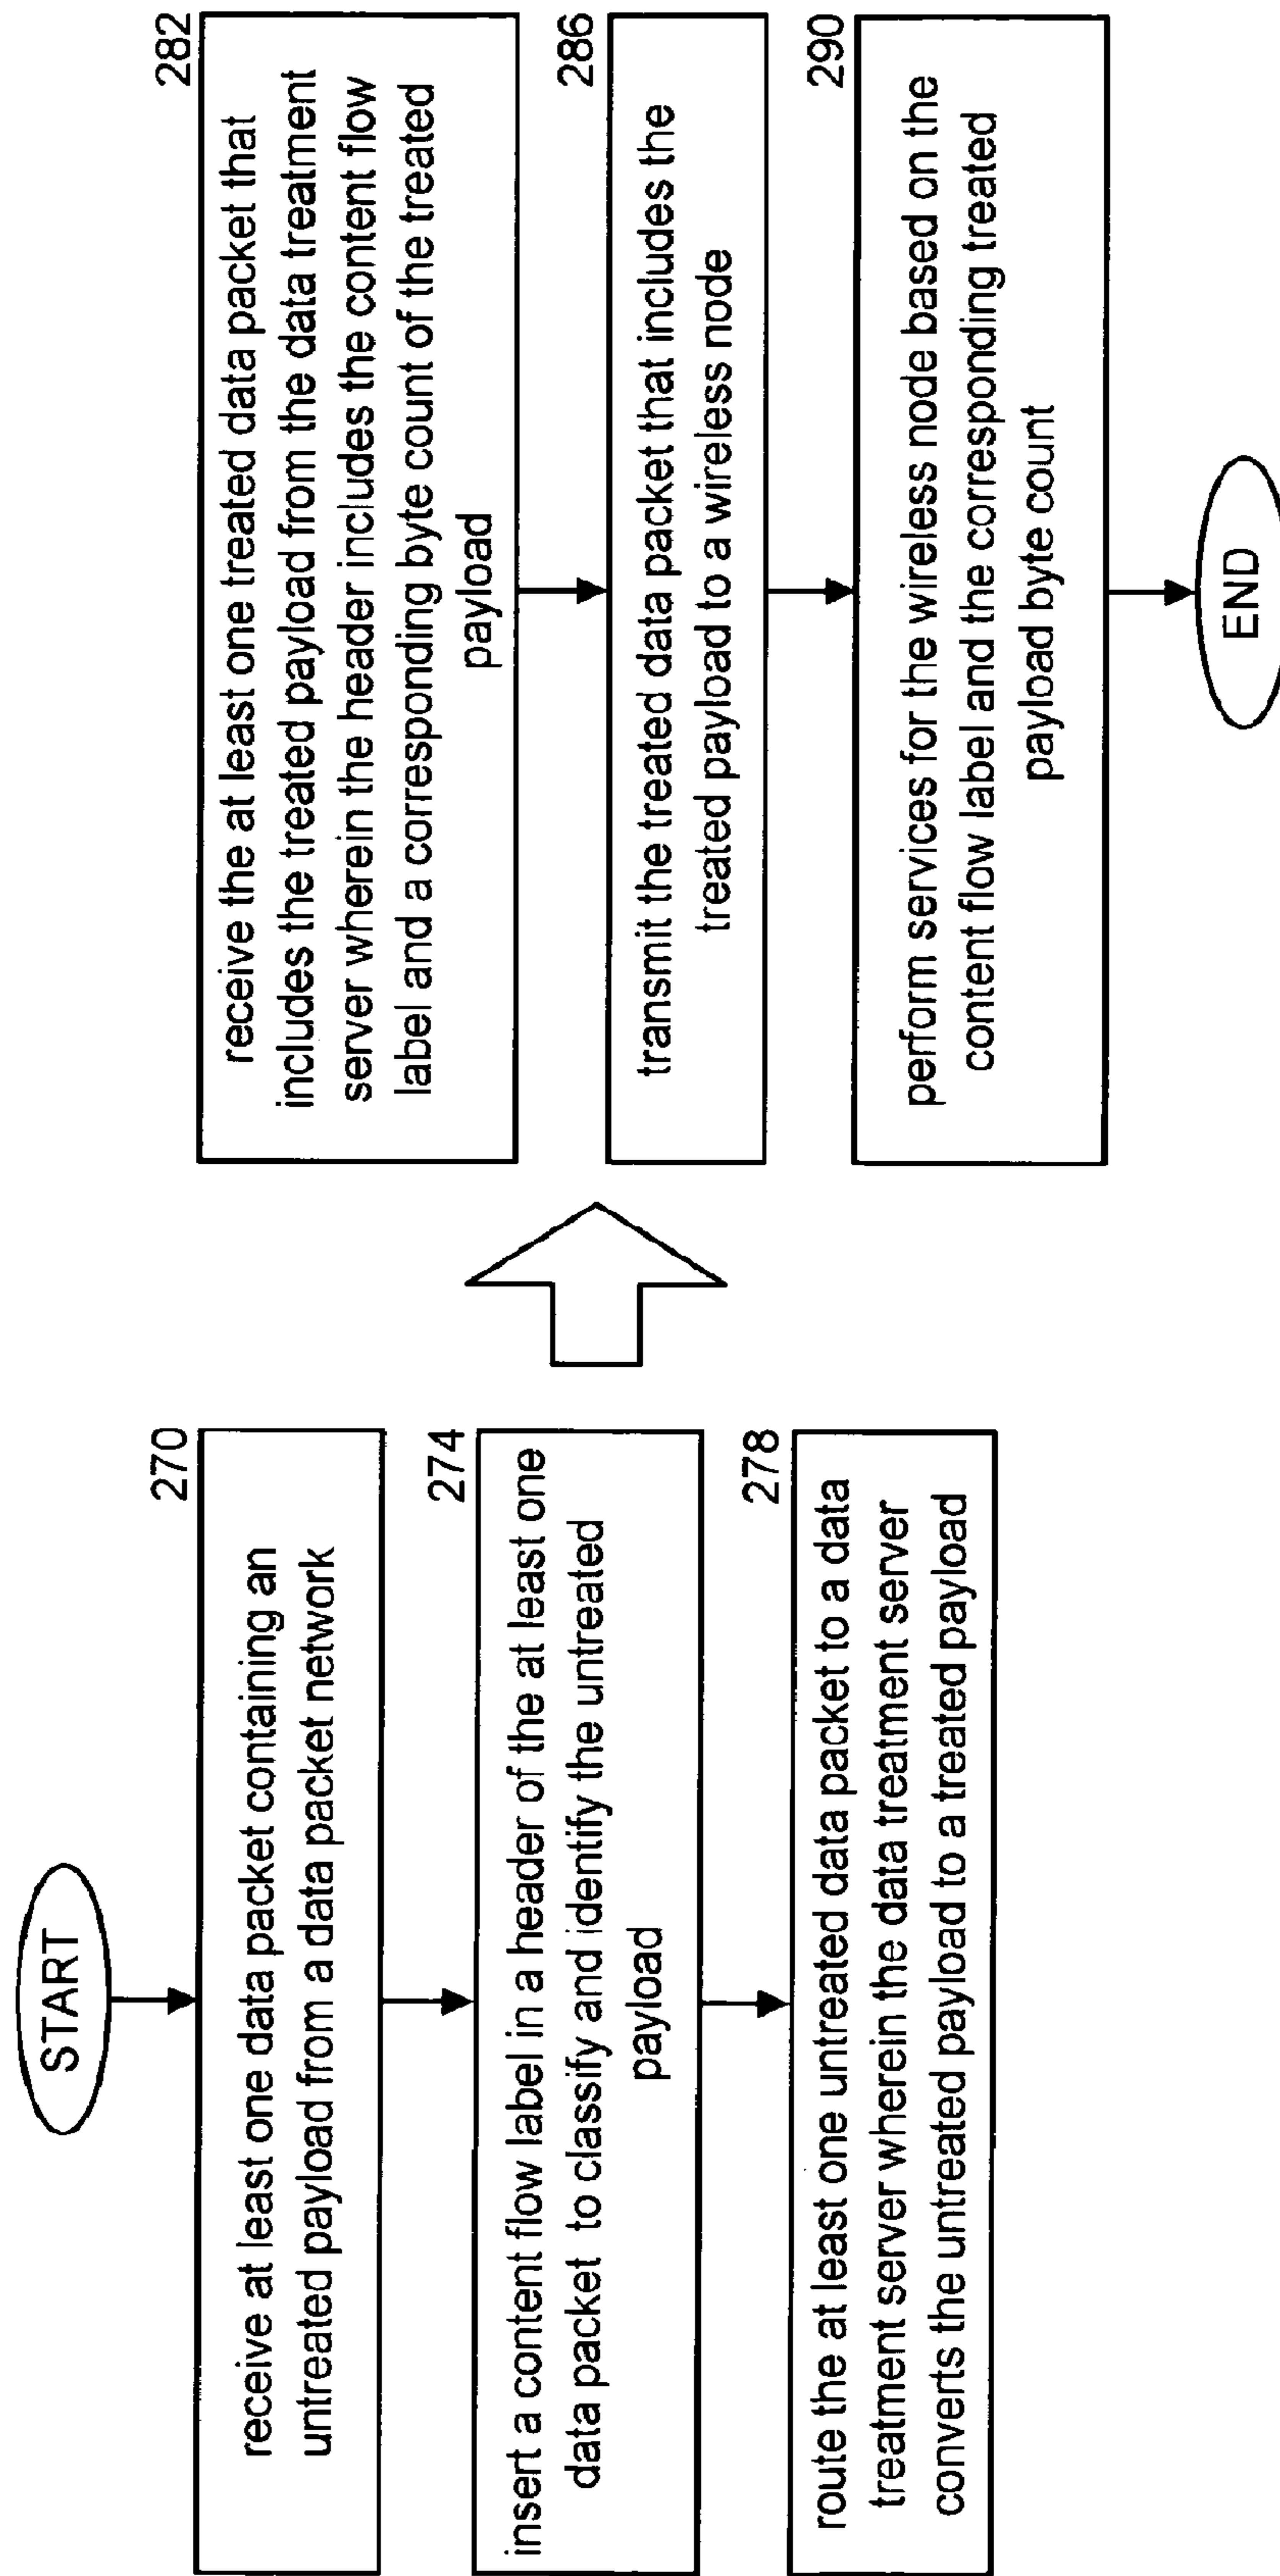 START
270
receive at least one data packet containing an
untreated payload from a data packet network
274
insert a content flow label in a header of the at least one
data packet to classify and identify the untreated
payload
278
route the at least one untreated data packet to a data
treatment server wherein the data treatment server
converts the untreated payload to a treated payload
282
receive the at least one treated data packet that
includes the treated payload from the data treatment
server wherein the header includes the content flow
label and a corresponding byte count of the treated
payload
286
transmit the treated data packet that includes the
treated payload to a wireless node
290
perform services for the wireless node based on the
content flow label and the corresponding treated
payload byte count
END